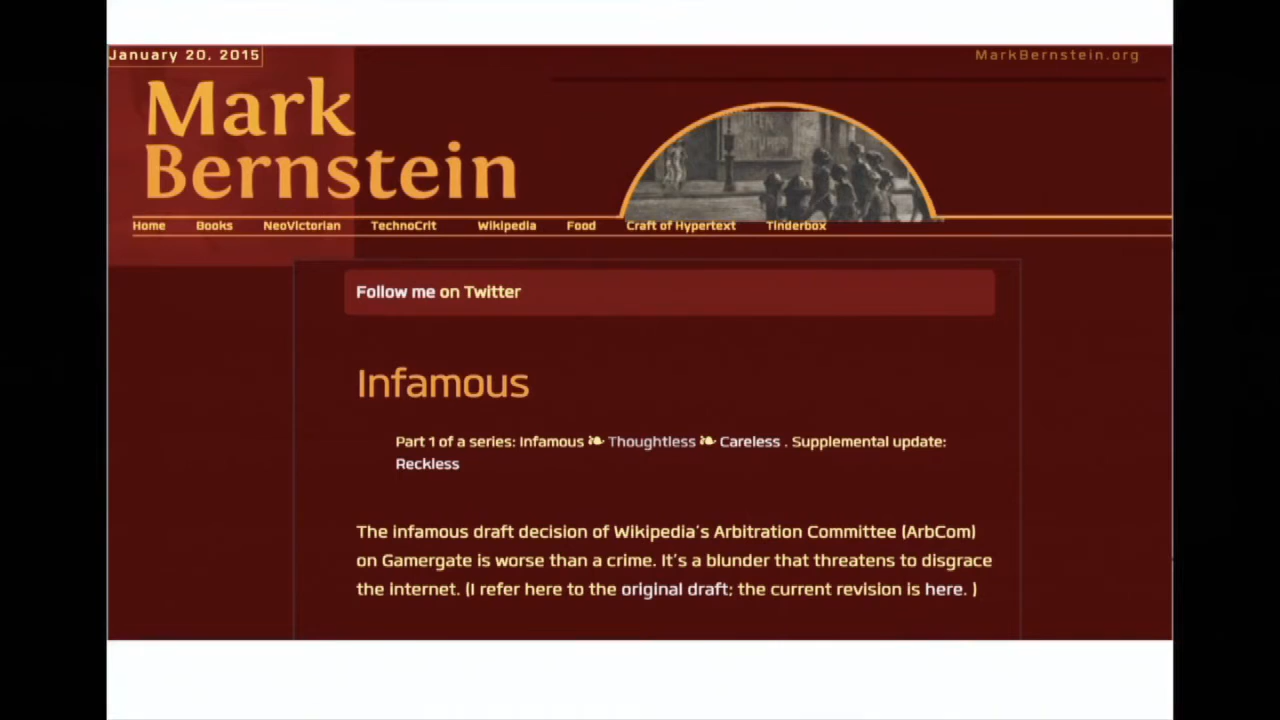 January 20, 2015
MarkBernstein.org
Mark
Bernstein
Home Books NeoVictorian TechnoCrit Wikipedia Food Craft of Hypertext Tinderbox
Follow me on Twitter
Infamous
Part 1 of a series: Infamous ❧ Thoughtless ❧ Careless . Supplemental update:
Reckless
The infamous draft decision of Wikipedia's Arbitration Committee (ArbCom)
on Gamergate is worse than a crime. It's a blunder that threatens to disgrace
the internet. (I refer here to the original draft; the current revision is here. )